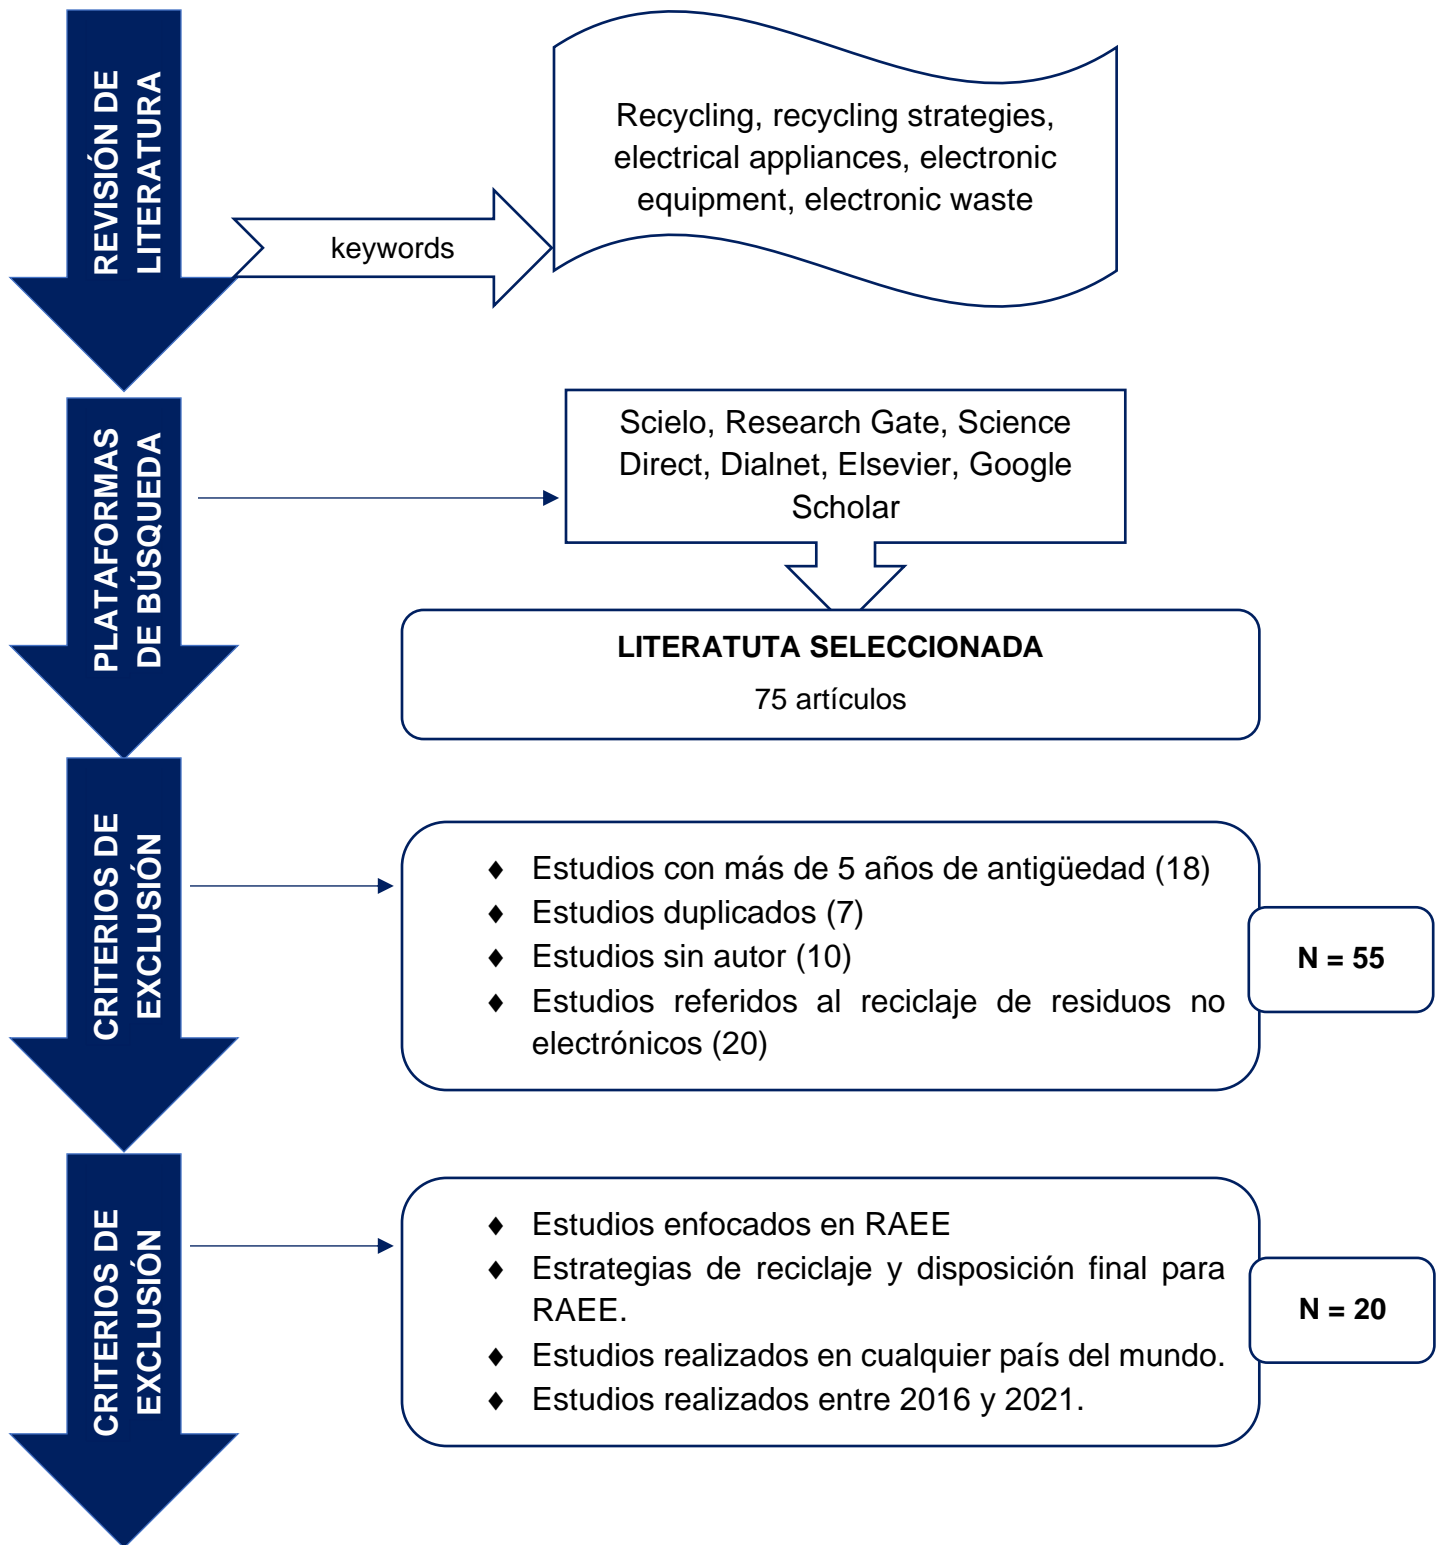 REVISIÓN DE
LITERATURA
keywords
Recycling, recycling strategies,
electrical appliances, electronic
equipment, electronic waste
PLATAFORMAS
DE BÚSQUEDA
Scielo, Research Gate, Science
Direct, Dialnet, Elsevier, Google
Scholar
LITERATUTA SELECCIONADA
75 artículos
CRITERIOS DE
EXCLUSIÓN
♦ Estudios con más de 5 años de antigüedad (18)
♦ Estudios duplicados (7)
♦ Estudios sin autor (10)
♦ Estudios referidos al reciclaje de residuos no
electrónicos (20)
N = 55
CRITERIOS DE
EXCLUSIÓN
♦ Estudios enfocados en RAEE
♦ Estrategias de reciclaje y disposición final para
RAEE.
♦ Estudios realizados en cualquier país del mundo.
♦ Estudios realizados entre 2016 y 2021.
N = 20